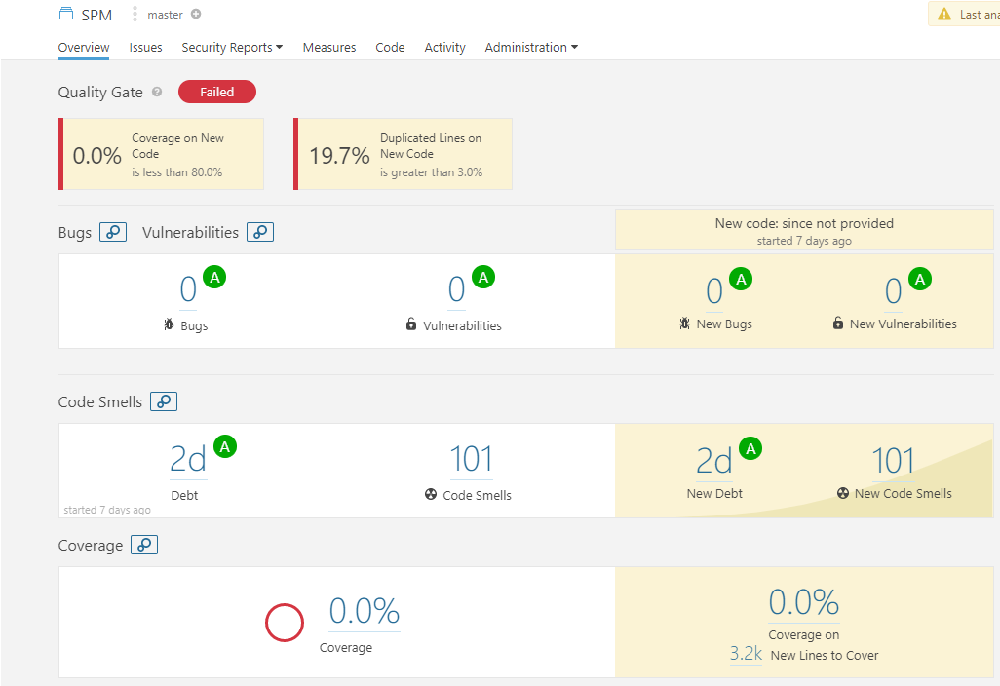 SPM master
Last ana
Overview Issues Security Reports Measures Code Activity Administration
Quality Gate ? Failed
0.0% Coverage on New
Code
is less than 80.0%
19.7% Duplicated Lines on
New Code
is greater than 3.0%
Bugs Vulnerabilities
New code: since not provided
started 7 days ago
0 A
Bugs
0 A
Vulnerabilities
0 A
New Bugs
0 A
New Vulnerabilities
Code Smells
2d A
Debt
started 7 days ago
101
Code Smells
2d A
New Debt
101
New Code Smells
Coverage
0.0%
Coverage
0.0%
Coverage on
3.2k New Lines to Cover